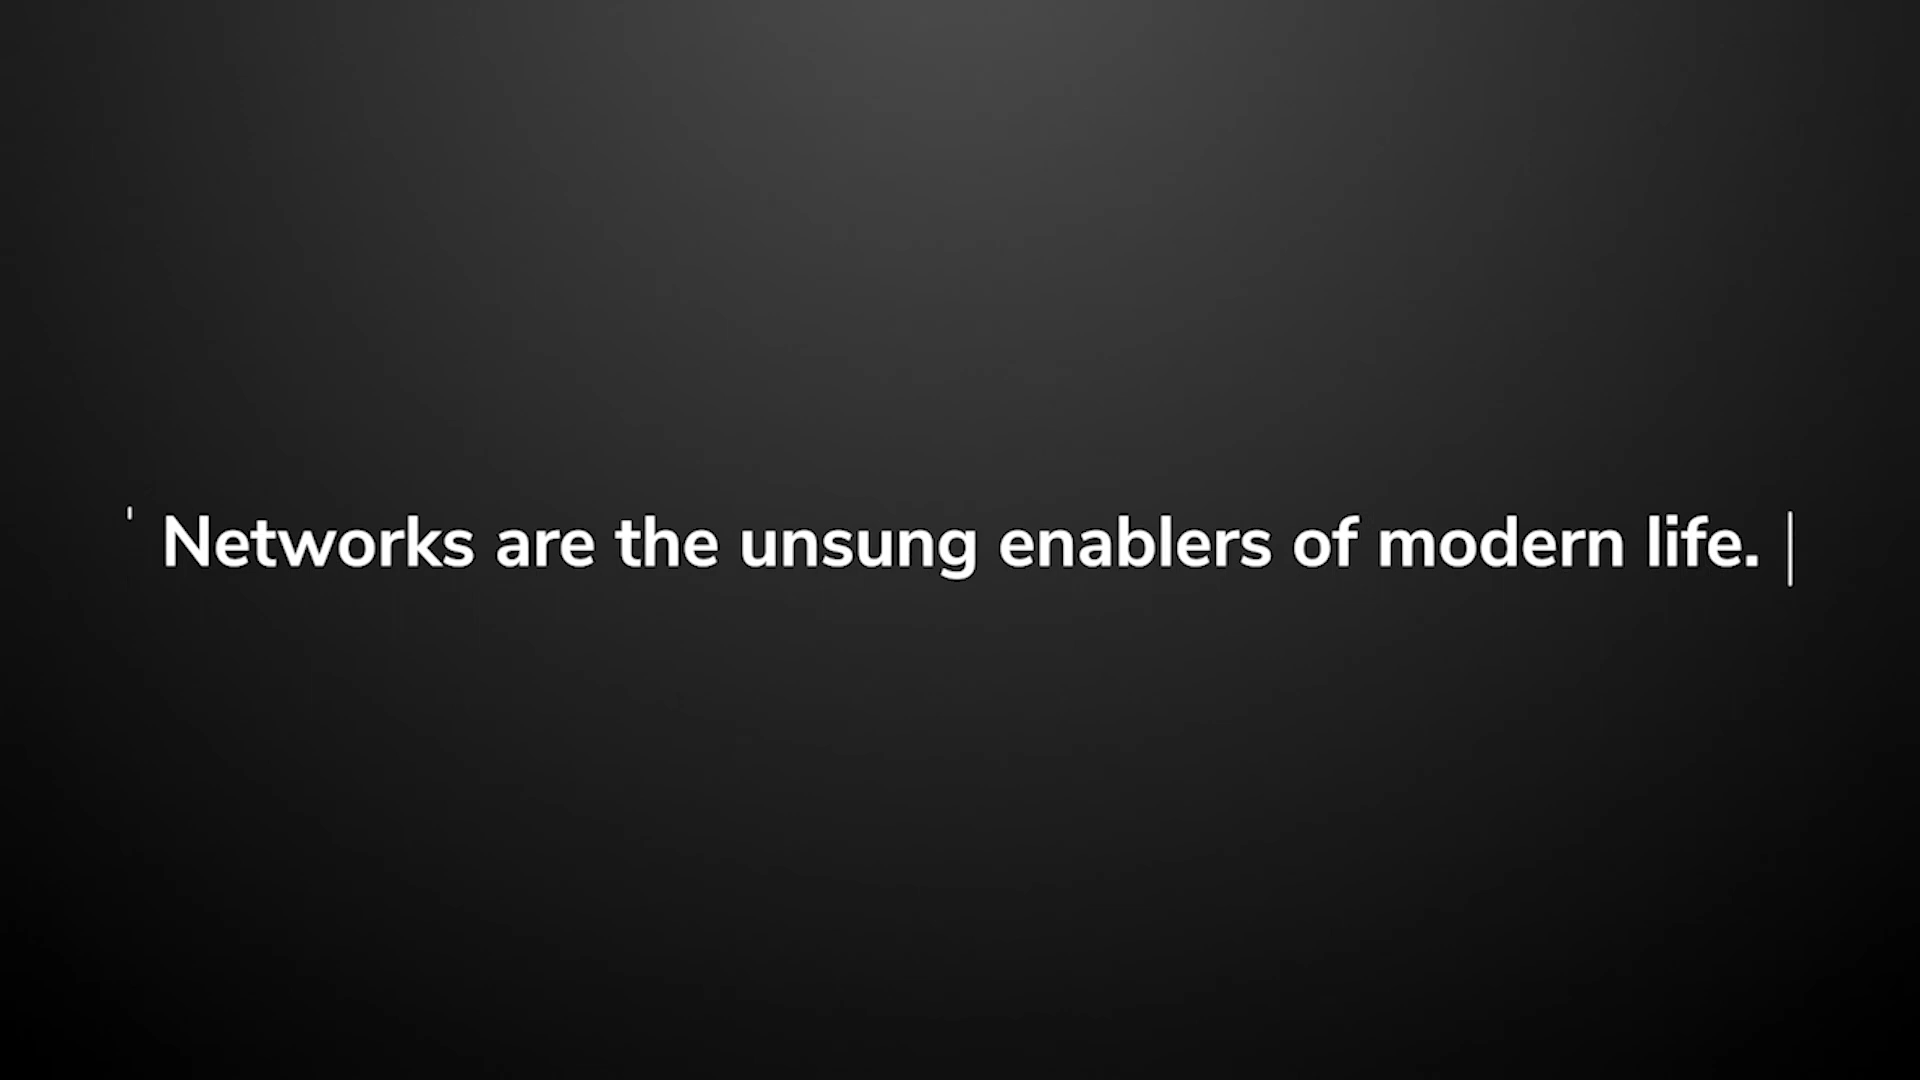 Networks are the unsung enablers of modern life.